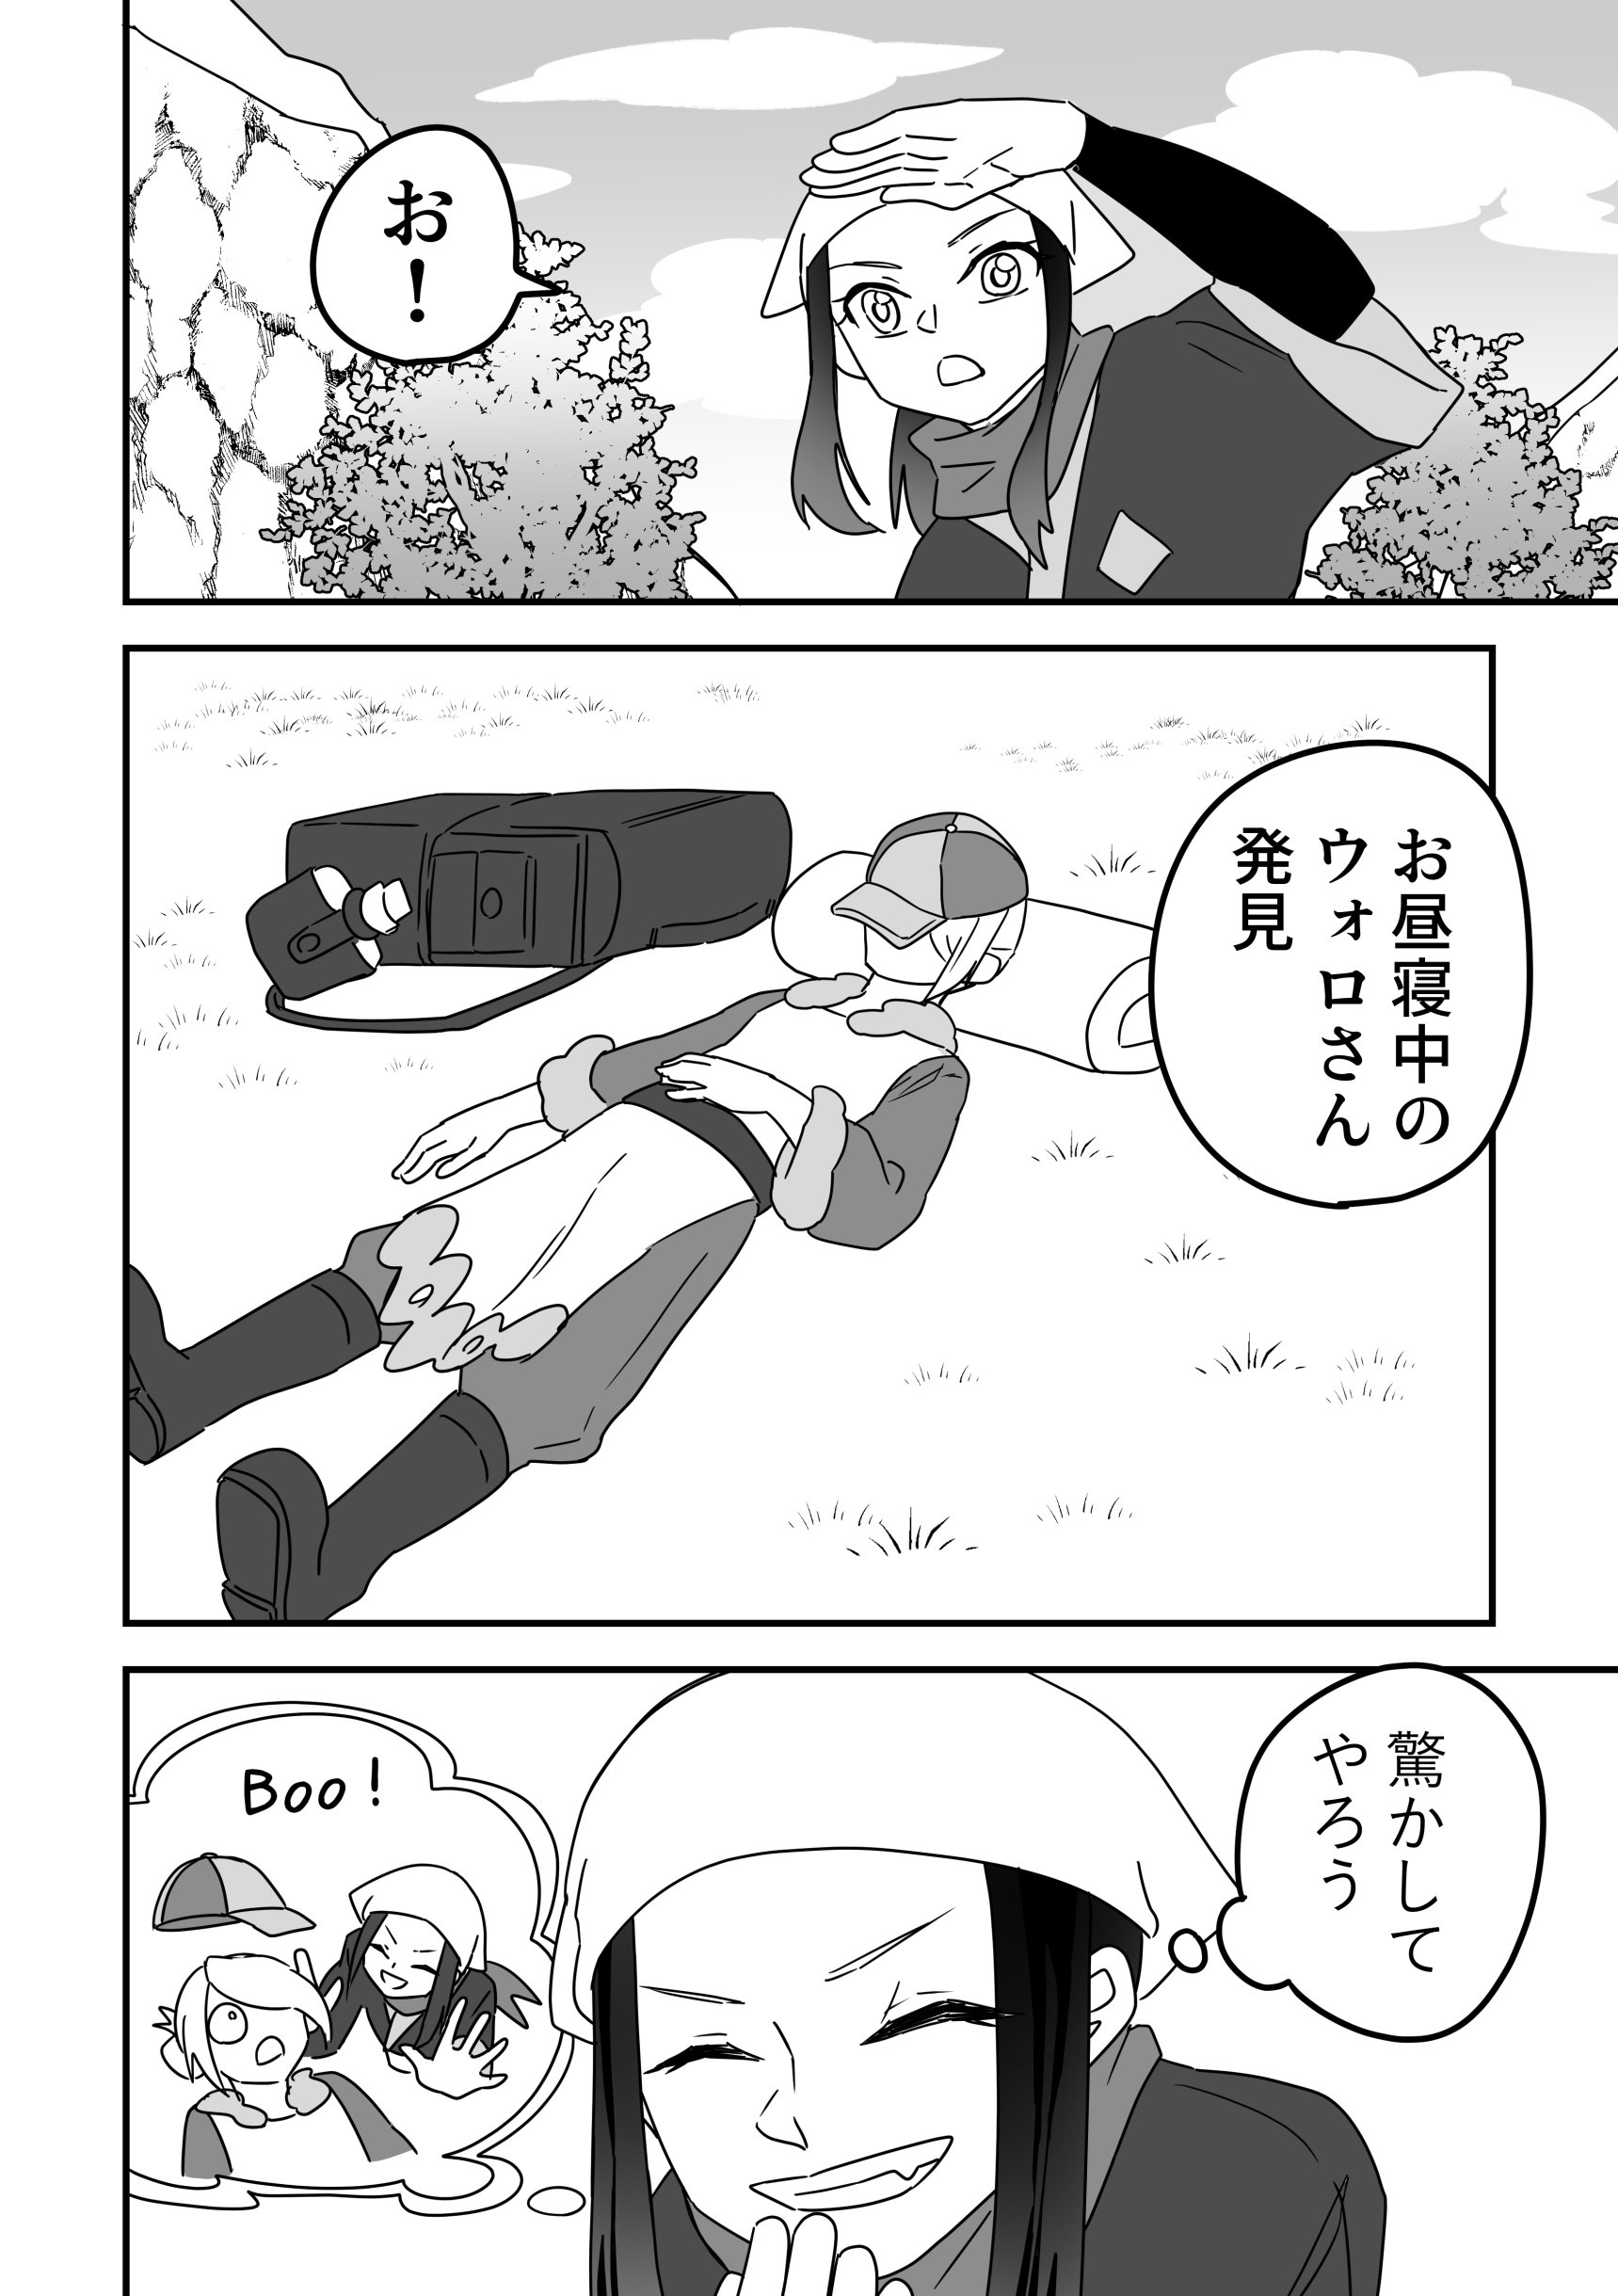 お！
お昼寝中の
ウォロさん
発見
驚かして
やろう
Boo!